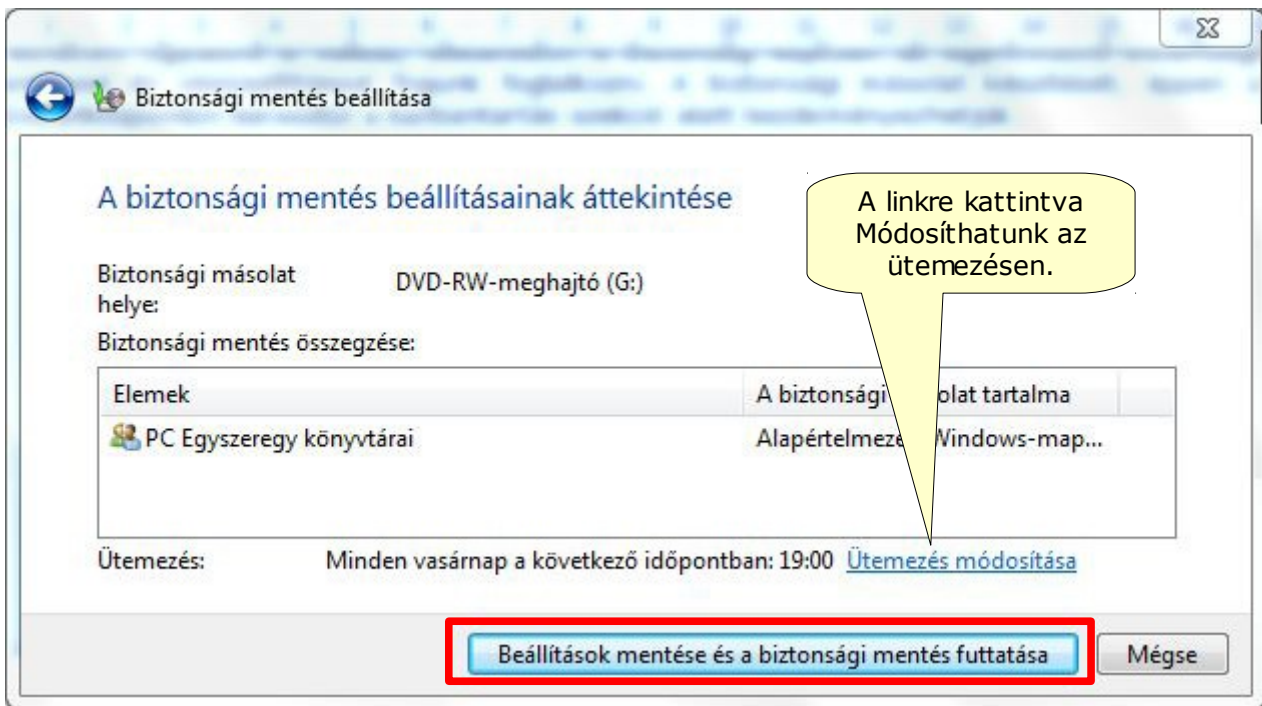 Biztonsági mentés beállítása
A biztonsági mentés beállításainak áttekintése
A linkre kattintva
Módosíthatunk az
ütemezésen.
Biztonsági másolat
helye:
DVD-RW-meghajtó (G:)
Biztonsági mentés összegzése:
Elemek
A biztonsági olat tartalma
PC Egyszeregy könyvtárai
Windows-map...
Ütemezés:
Minden vasárnap a következő időpontban: 19:00 Ütemezés módosítása
Beállítások mentése és a biztonsági mentés futtatása
Mégse